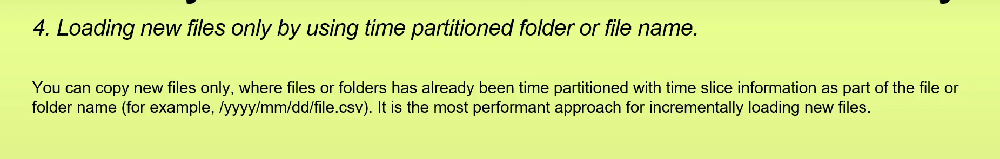 4. Loading new files only by using time partitioned folder or file name.
You can copy new files only, where files or folders has already been time partitioned with time slice information as part of the file or
folder name (for example, /yyyy/mm/dd/file.csv). It is the most performant approach for incrementally loading new files.